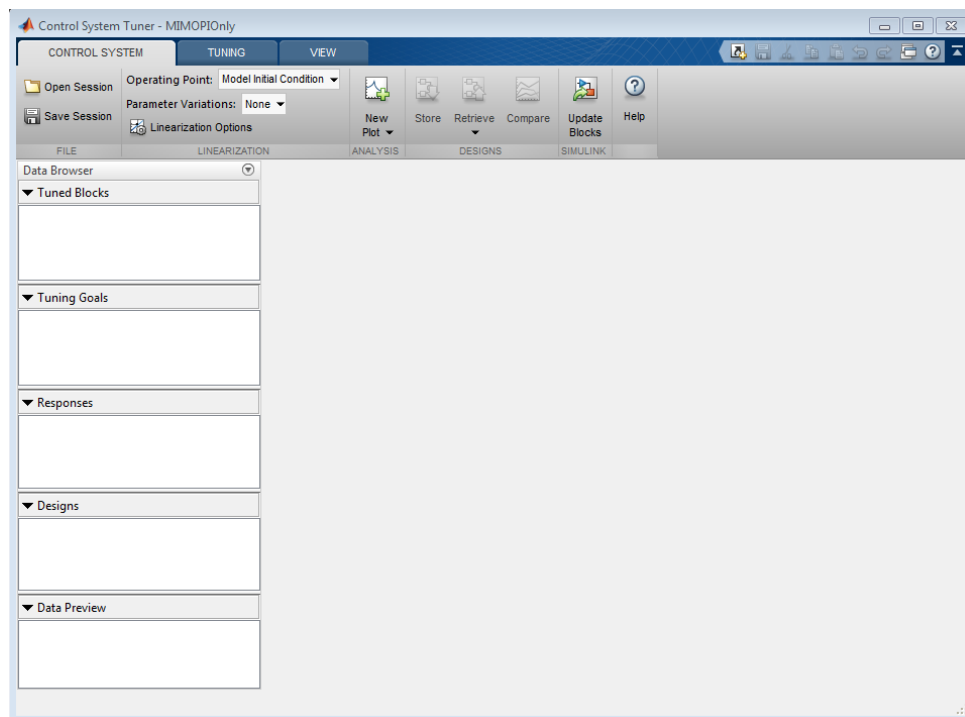 Control System Tuner - MIMOPIOnly
CONTROL SYSTEM TUNING VIEW
Open Session
Save Session
FILE
Operating Point: Model Initial Condition
Parameter Variations: None
Linearization Options
LINEARIZATION
New Plot
ANALYSIS
Store Retrieve Compare
DESIGNS
Update Blocks
SIMULINK
Help
Data Browser
Tuned Blocks
Tuning Goals
Responses
Designs
Data Preview